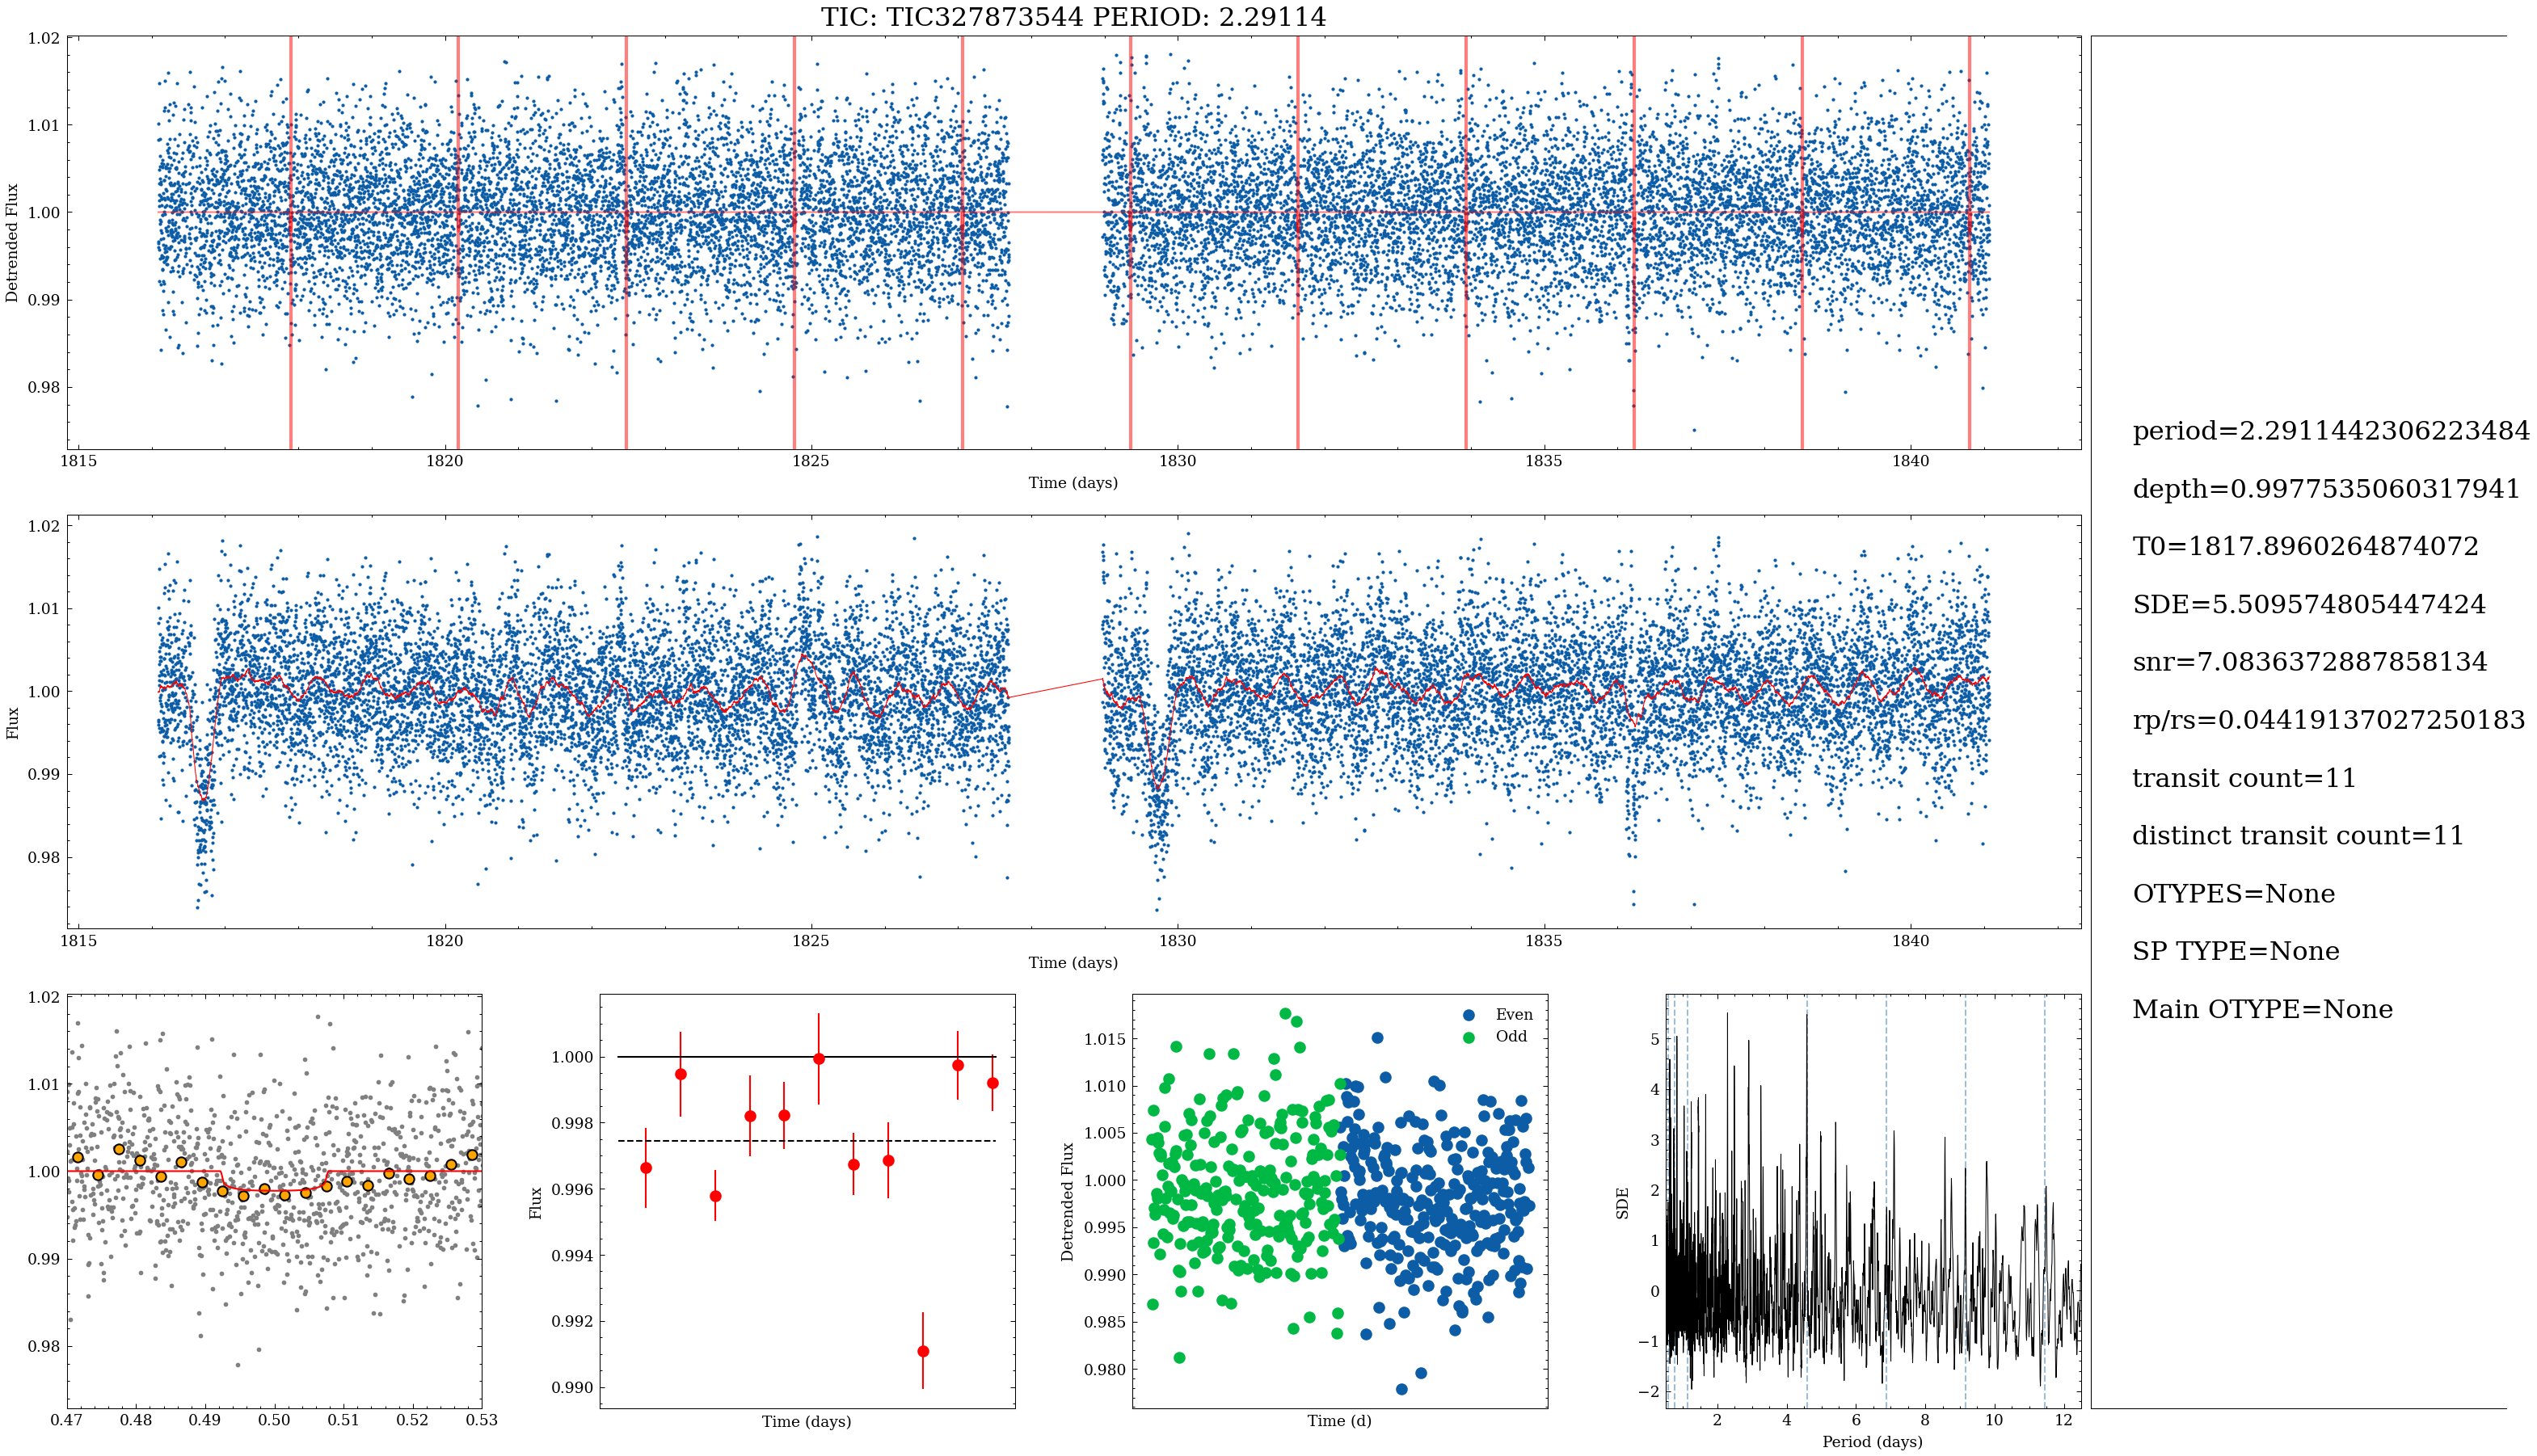 TIC: TIC327873544 PERIOD: 2.29114
1.02
1.01
1.00
0.99
0.98
Detrended Flux
1815
1820
1825
1830
1835
1840
Time (days)
1.02
1.01
1.00
0.99
0.98
Flux
1815
1820
1825
1830
1835
1840
Time (days)
period=2.2911442306223484
depth=0.9977535060317941
T0=1817.8960264874072
SDE=5.509574805447424
snr=7.0836372887858134
rp/rs=0.04419137027250183
transit count=11
distinct transit count=11
OTYPES=None
SP TYPE=None
Main OTYPE=None
1.02
1.01
1.00
0.99
0.98
0.47
0.48
0.49
0.50
0.51
0.52
0.53
1.000
0.998
0.996
0.994
0.992
0.990
Flux
Time (days)
1.015
1.010
1.005
1.000
0.995
0.990
0.985
0.980
Detrended Flux
Even
Odd
Time (d)
5
4
3
2
1
0
−1
−2
SDE
2
4
6
8
10
12
Period (days)